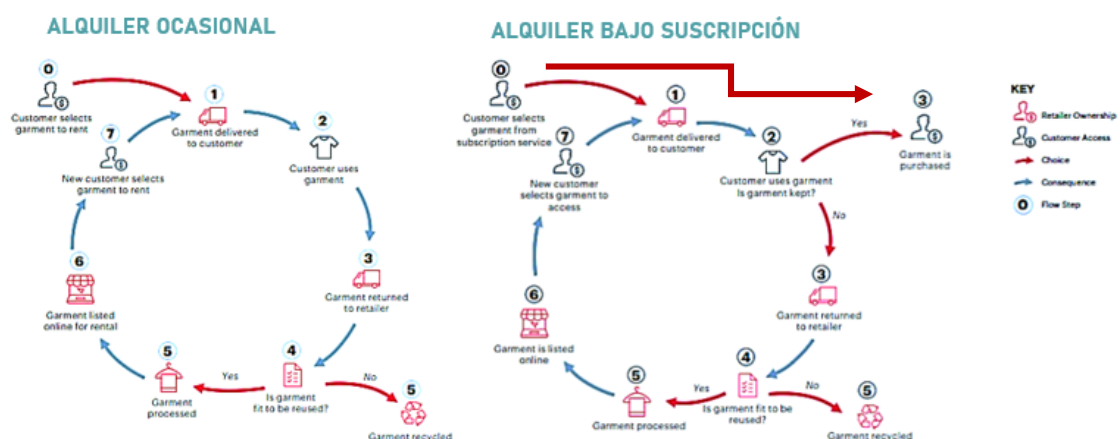 ALQUILER OCASIONAL
0
Customer selects
garment to rent
1
Garment delivered
to customer
2
Customer uses
garment
3
Garment returned
to retailer
4
Is garment
fit to be reused?
Yes
No
5
Garment
processed
5
Garment recycled
6
Garment listed
online for rental
7
New customer selects
garment to rent
ALQUILER BAJO SUSCRIPCIÓN
0
Customer selects
garment from
subscription service
1
Garment delivered
to customer
2
Customer uses garment
Is garment kept?
Yes
3
Garment is
purchased
No
3
Garment returned
to retailer
4
Is garment fit to be
reused?
Yes
No
5
Garment processed
5
Garment recycled
6
Garment is listed
online
7
New customer
selects garment to
access
KEY
Retailer Ownership
Customer Access
Choice
Consequence
0
Flow Step